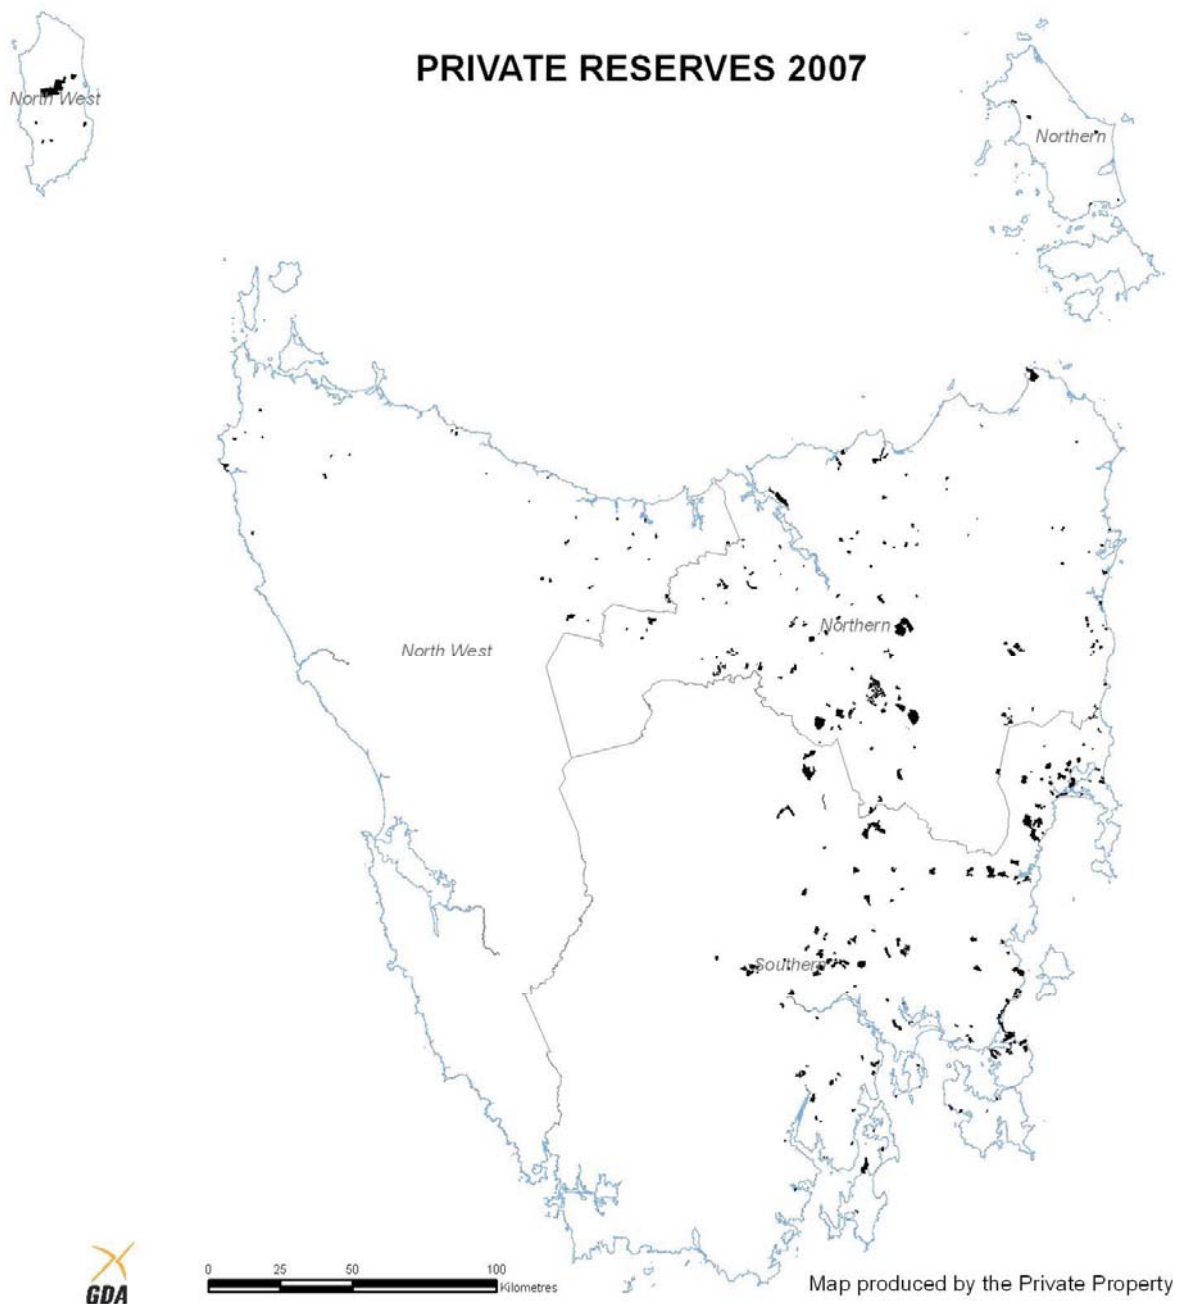 PRIVATE RESERVES 2007
North West
Northern
Northern
North West
Southern
0 25 50 100
Kilometres
GDA
Map produced by the Private Property